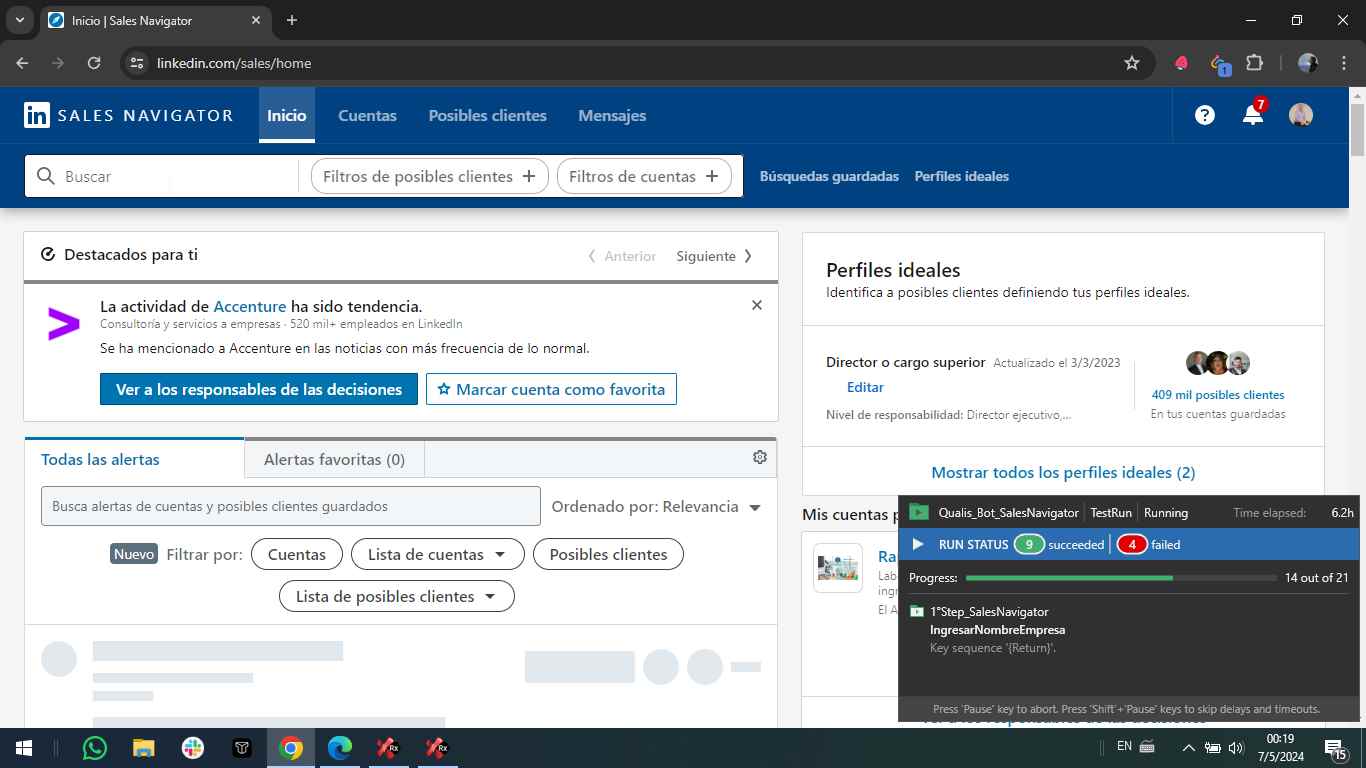 Inicio | Sales Navigator
linkedin.com/sales/home
1
in SALES NAVIGATOR
Inicio
Cuentas
Posibles clientes
Mensajes
7
Buscar
Filtros de posibles clientes +
Filtros de cuentas +
Búsquedas guardadas
Perfiles ideales
Destacados para ti
Anterior
Siguiente
La actividad de Accenture ha sido tendencia.
Consultoría y servicios a empresas · 520 mil+ empleados en LinkedIn
Se ha mencionado a Accenture en las noticias con más frecuencia de lo normal.
Ver a los responsables de las decisiones
Marcar cuenta como favorita
Todas las alertas
Alertas favoritas (0)
Busca alertas de cuentas y posibles clientes guardados
Ordenado por: Relevancia
Nuevo
Filtrar por:
Cuentas
Lista de cuentas
Posibles clientes
Lista de posibles clientes
Perfiles ideales
Identifica a posibles clientes definiendo tus perfiles ideales.
Director o cargo superior Actualizado el 3/3/2023
Editar
Nivel de responsabilidad: Director ejecutivo,...
409 mil posibles clientes
En tus cuentas guardadas
Mostrar todos los perfiles ideales (2)
Mis cuentas p
Ra
Lab
ingr
El A
Qualis_Bot_SalesNavigator
TestRun
Running
Time elapsed: 6.2h
RUN STATUS 9 succeeded 4 failed
Progress: 14 out of 21
1°Step_SalesNavigator
IngresarNombreEmpresa
Key sequence '{Return}'.
Press 'Pause' key to abort. Press 'Shift'+'Pause' keys to skip delays and timeouts.
Rx
Rx
EN
00:19
7/5/2024
15